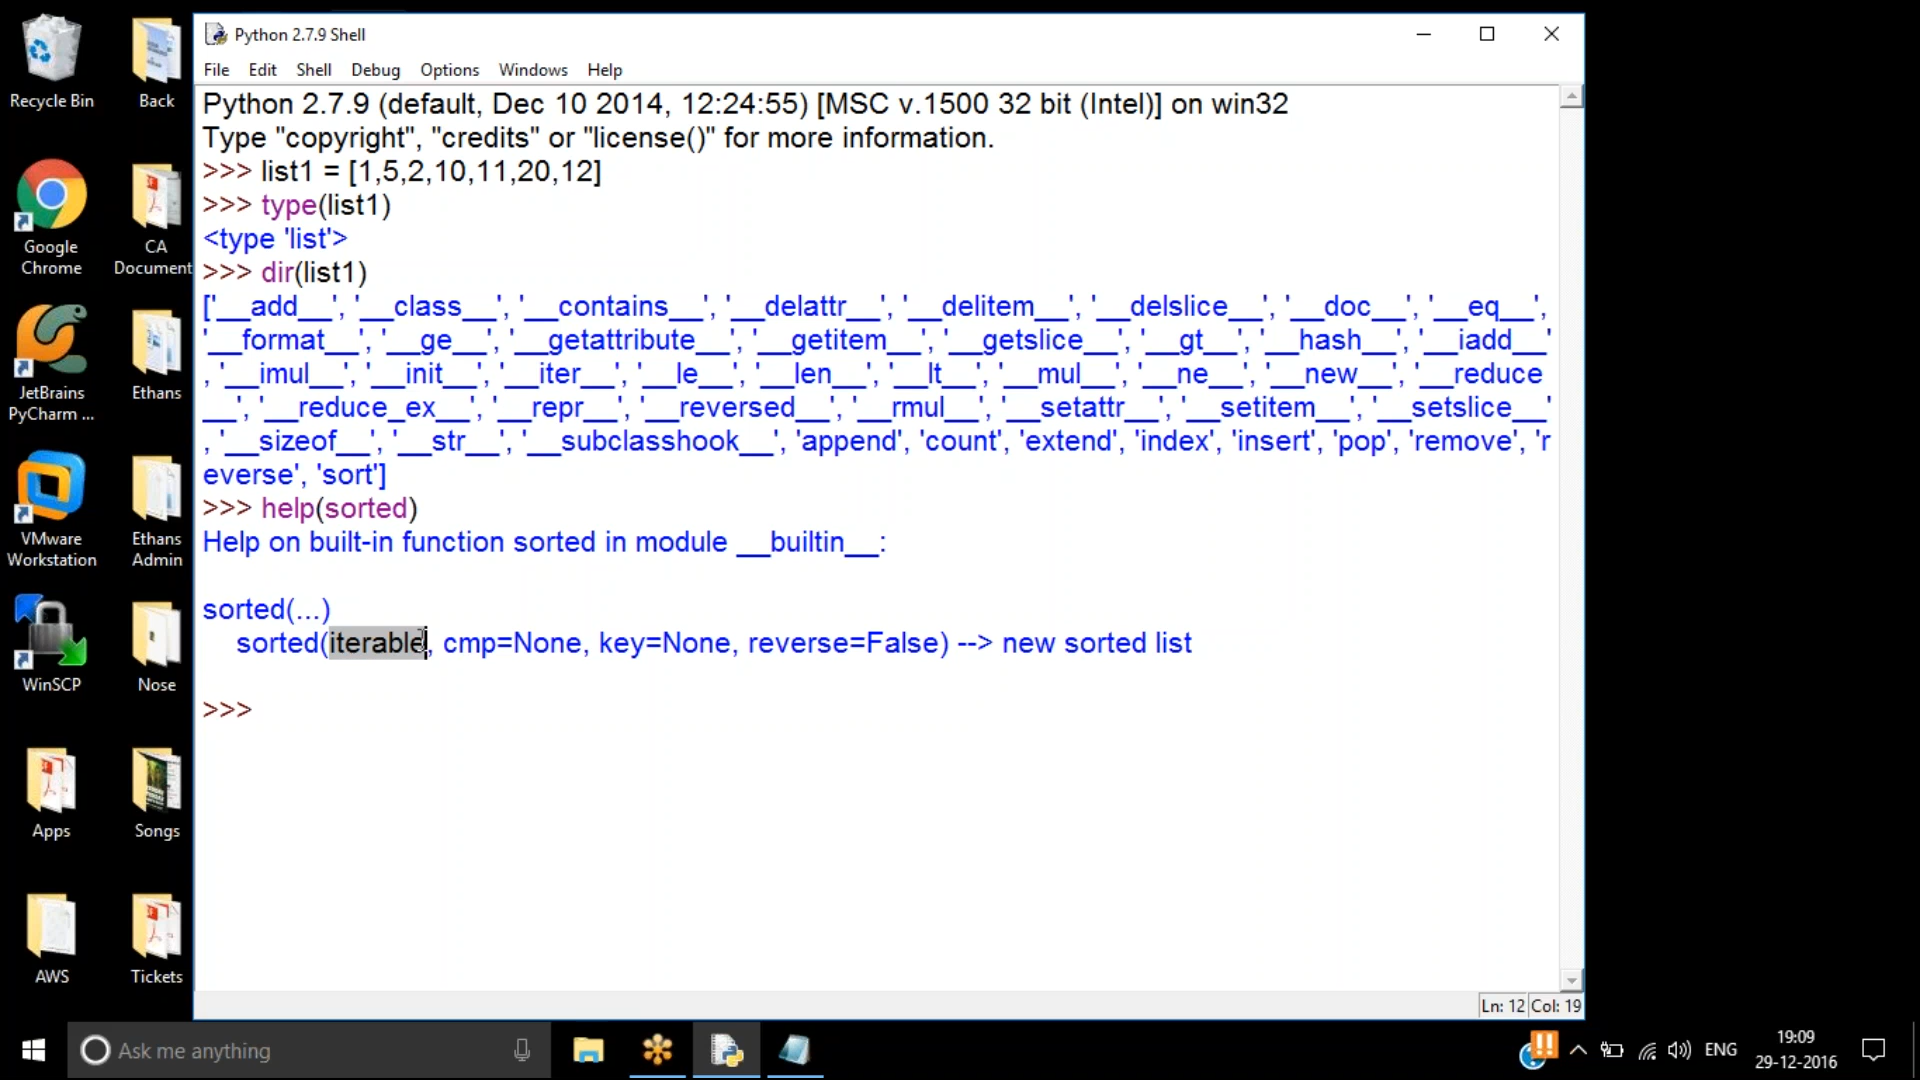 Python 2.7.9 Shell
File Edit Shell Debug Options Windows Help
Python 2.7.9 (default, Dec 10 2014, 12:24:55) [MSC v.1500 32 bit (Intel)] on win32
Type "copyright", "credits" or "license()" for more information.
>>> list1 = [1,5,2,10,11,20,12]
>>> type(list1)
<type 'list'>
>>> dir(list1)
['__add__', '__class__', '__contains__', '__delattr__', '__delitem__', '__delslice__', '__doc__', '__eq__',
'__format__', '__ge__', '__getattribute__', '__getitem__', '__getslice__', '__gt__', '__hash__', '__iadd__'
, '__imul__', '__init__', '__iter__', '__le__', '__len__', '__lt__', '__mul__', '__ne__', '__new__', '__reduce
__', '__reduce_ex__', '__repr__', '__reversed__', '__rmul__', '__setattr__', '__setitem__', '__setslice__'
, '__sizeof__', '__str__', '__subclasshook__', 'append', 'count', 'extend', 'index', 'insert', 'pop', 'remove', 'r
everse', 'sort']
>>> help(sorted)
Help on built-in function sorted in module __builtin__:
sorted(...)
sorted(iterable, cmp=None, key=None, reverse=False) --> new sorted list
>>>
Ln: 12 Col: 19
Recycle Bin
Back
Google
Chrome
CA
Document
JetBrains
PyCharm ...
Ethans
VMware
Workstation
Ethans
Admin
WinSCP
Nose
Apps
Songs
AWS
Tickets
Ask me anything
ENG
19:09
29-12-2016